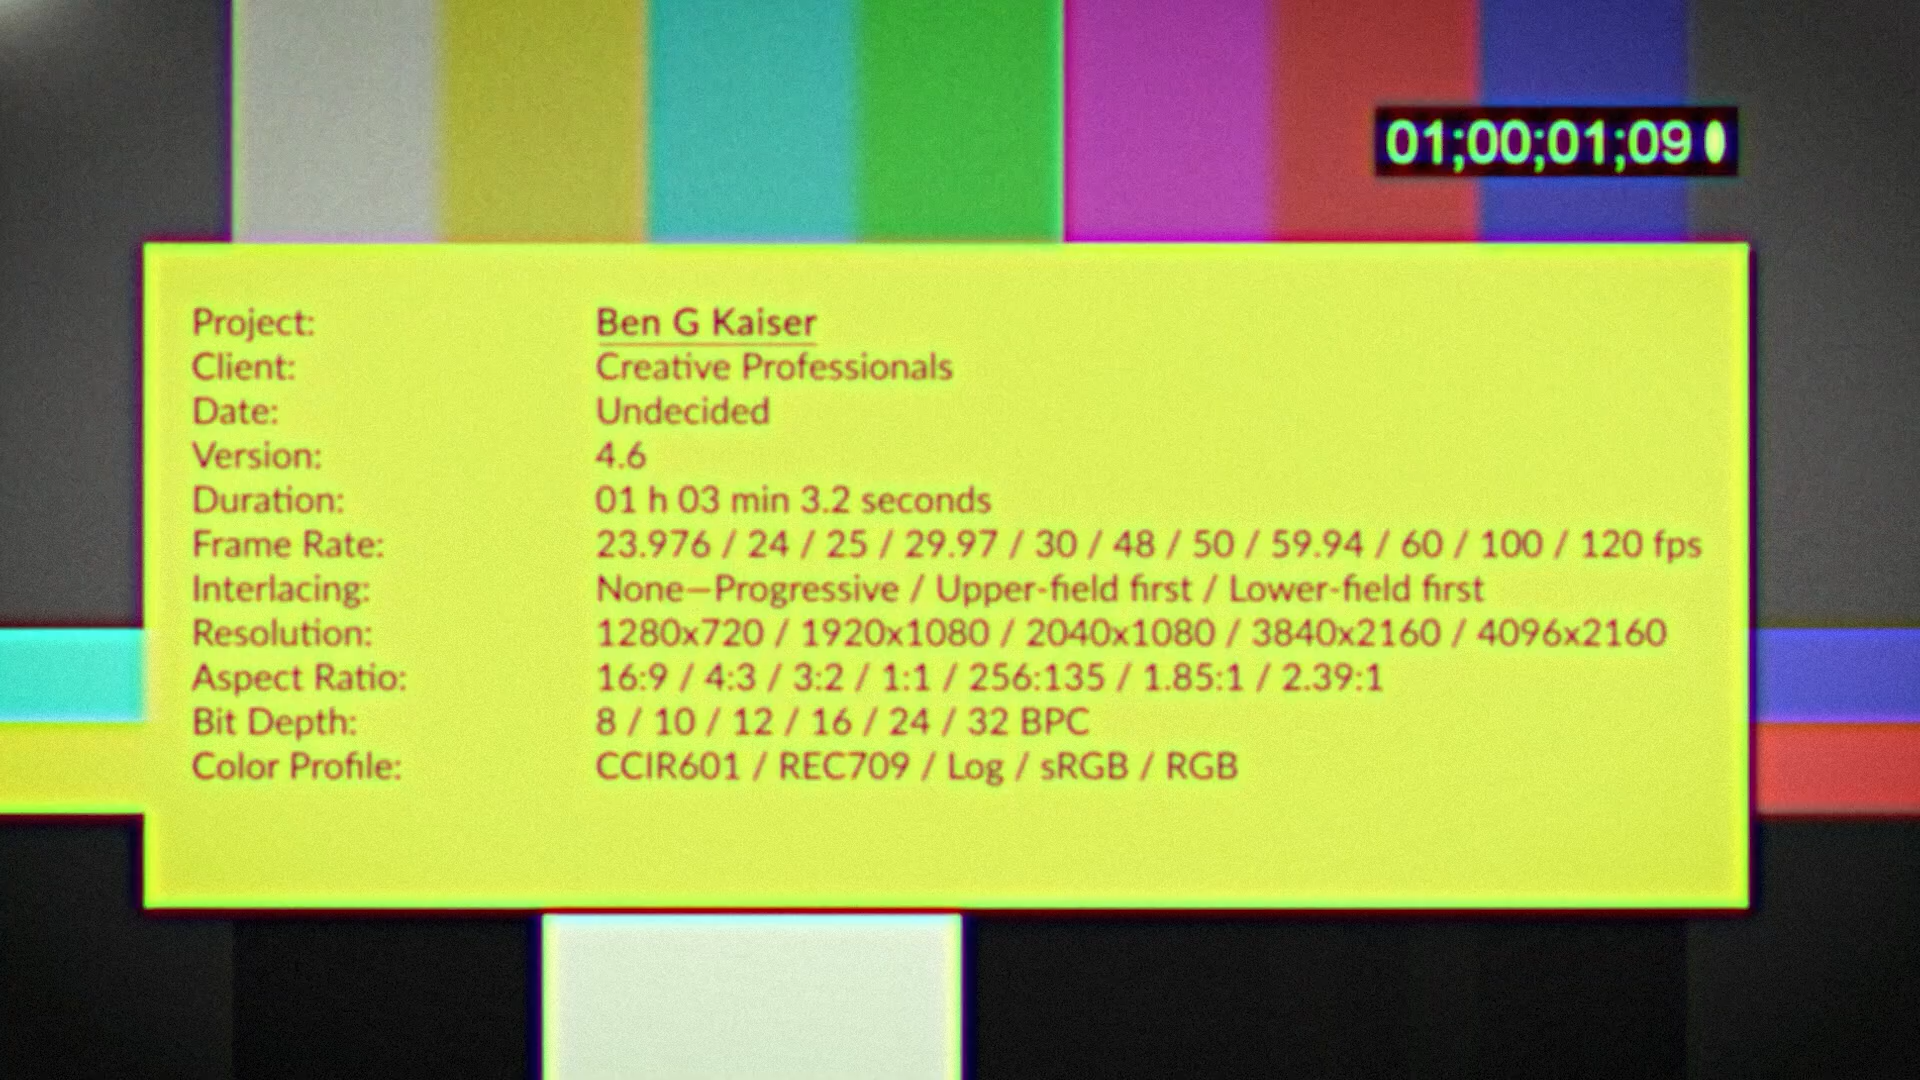 01;00;01;09
Project: Ben G Kaiser
Client: Creative Professionals
Date: Undecided
Version: 4.6
Duration: 01 h 03 min 3.2 seconds
Frame Rate: 23.976 / 24 / 25 / 29.97 / 30 / 48 / 50 / 59.94 / 60 / 100 / 120 fps
Interlacing: None—Progressive / Upper-field first / Lower-field first
Resolution: 1280x720 / 1920x1080 / 2040x1080 / 3840x2160 / 4096x2160
Aspect Ratio: 16:9 / 4:3 / 3:2 / 1:1 / 256:135 / 1.85:1 / 2.39:1
Bit Depth: 8 / 10 / 12 / 16 / 24 / 32 BPC
Color Profile: CCIR601 / REC709 / Log / sRGB / RGB